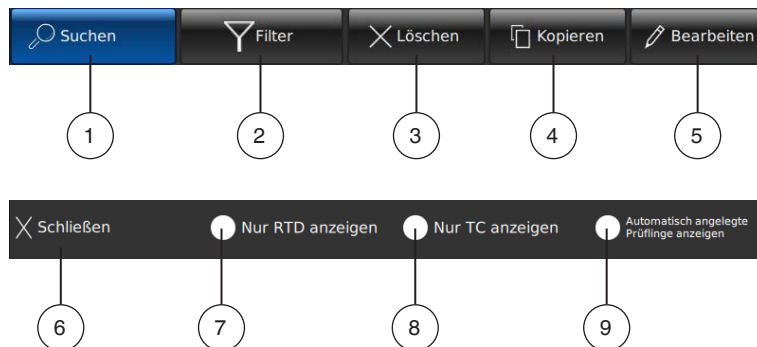 Suchen Filter Löschen Kopieren Bearbeiten
1 2 3 4 5
Schließen Nur RTD anzeigen Nur TC anzeigen Automatisch angelegte
Prüflinge anzeigen
6 7 8 9